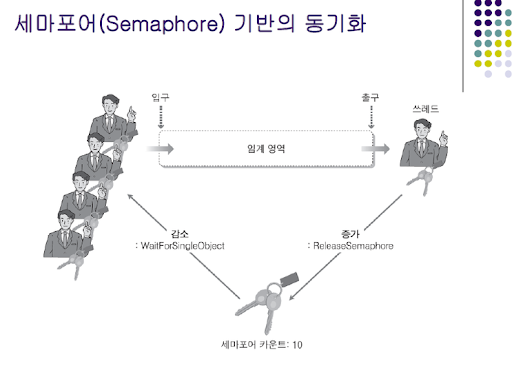 세마포어(Semaphore) 기반의 동기화
입구
출구
쓰레드
임계 영역
감소
: WaitForSingleObject
증가
: ReleaseSemaphore
세마포어 카운트: 10